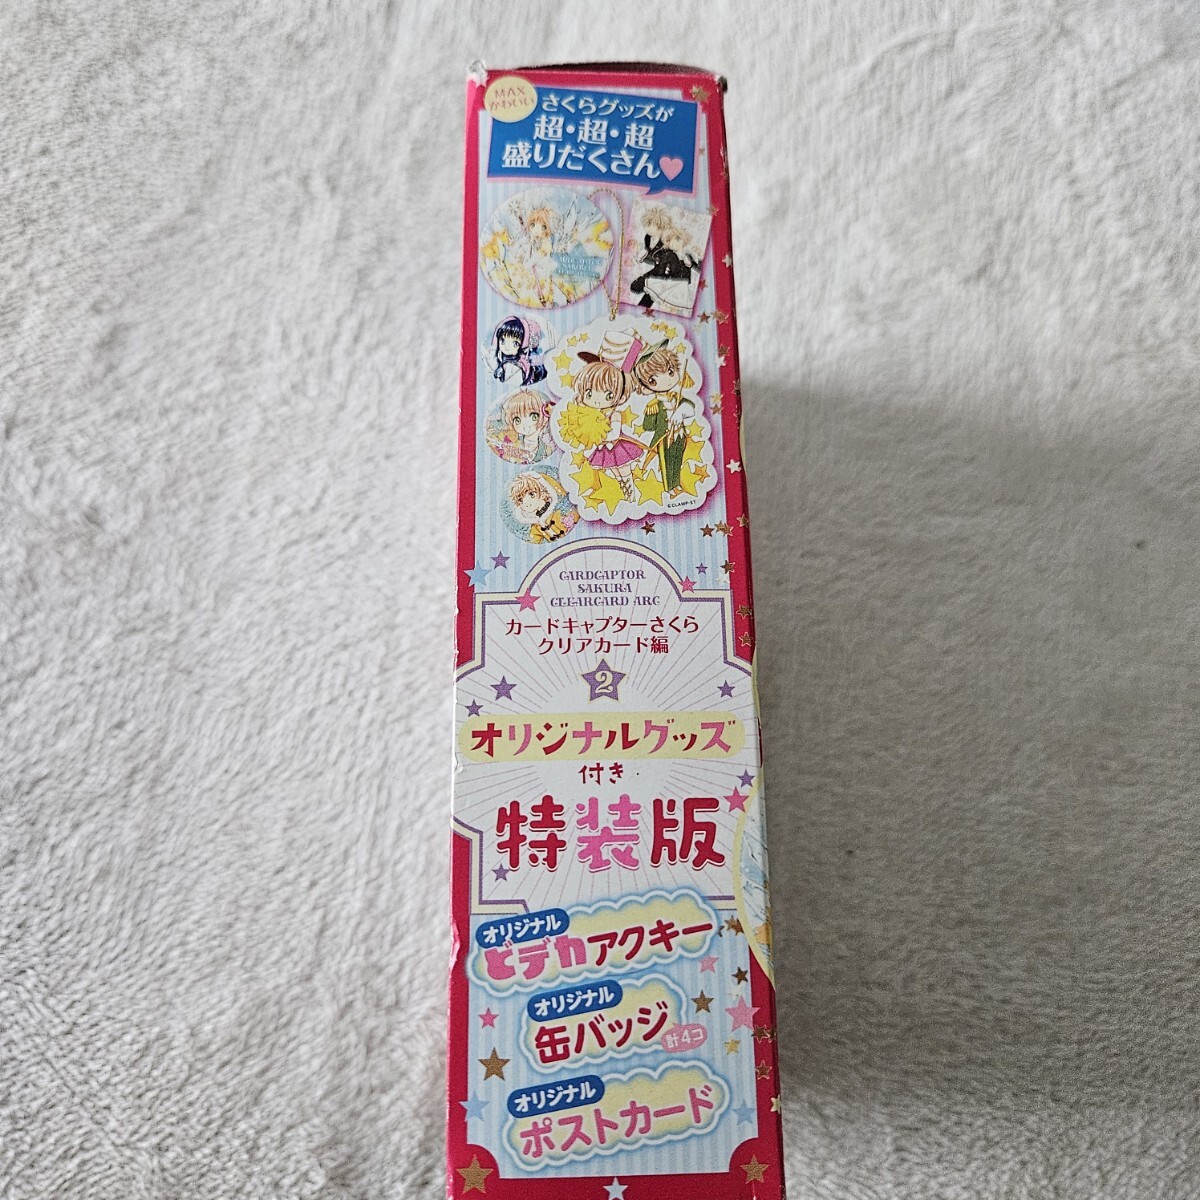 MAX
かわいい
さくらグッズが
超・超・超
盛りだくさん♥
©CLAMP・ST
CARDCAPTOR
SAKURA
CLEARCARD ARC
カードキャプターさくら
クリアカード編
2
オリジナルグッズ
付き
特装版
オリジナル
どデカアクキー
オリジナル
缶バッジ
計4コ
オリジナル
ポストカード